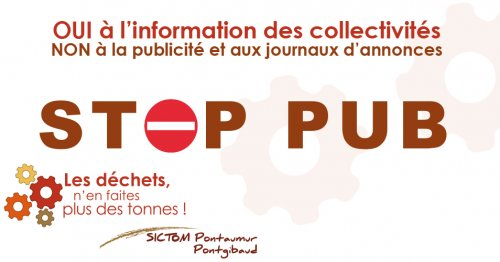 OUI à l'information des collectivités
NON à la publicité et aux journaux d'annonces
STOP PUB
Les déchets,
n'en faites
plus des tonnes !
SICTOM Pontaumur
Pontgibaud